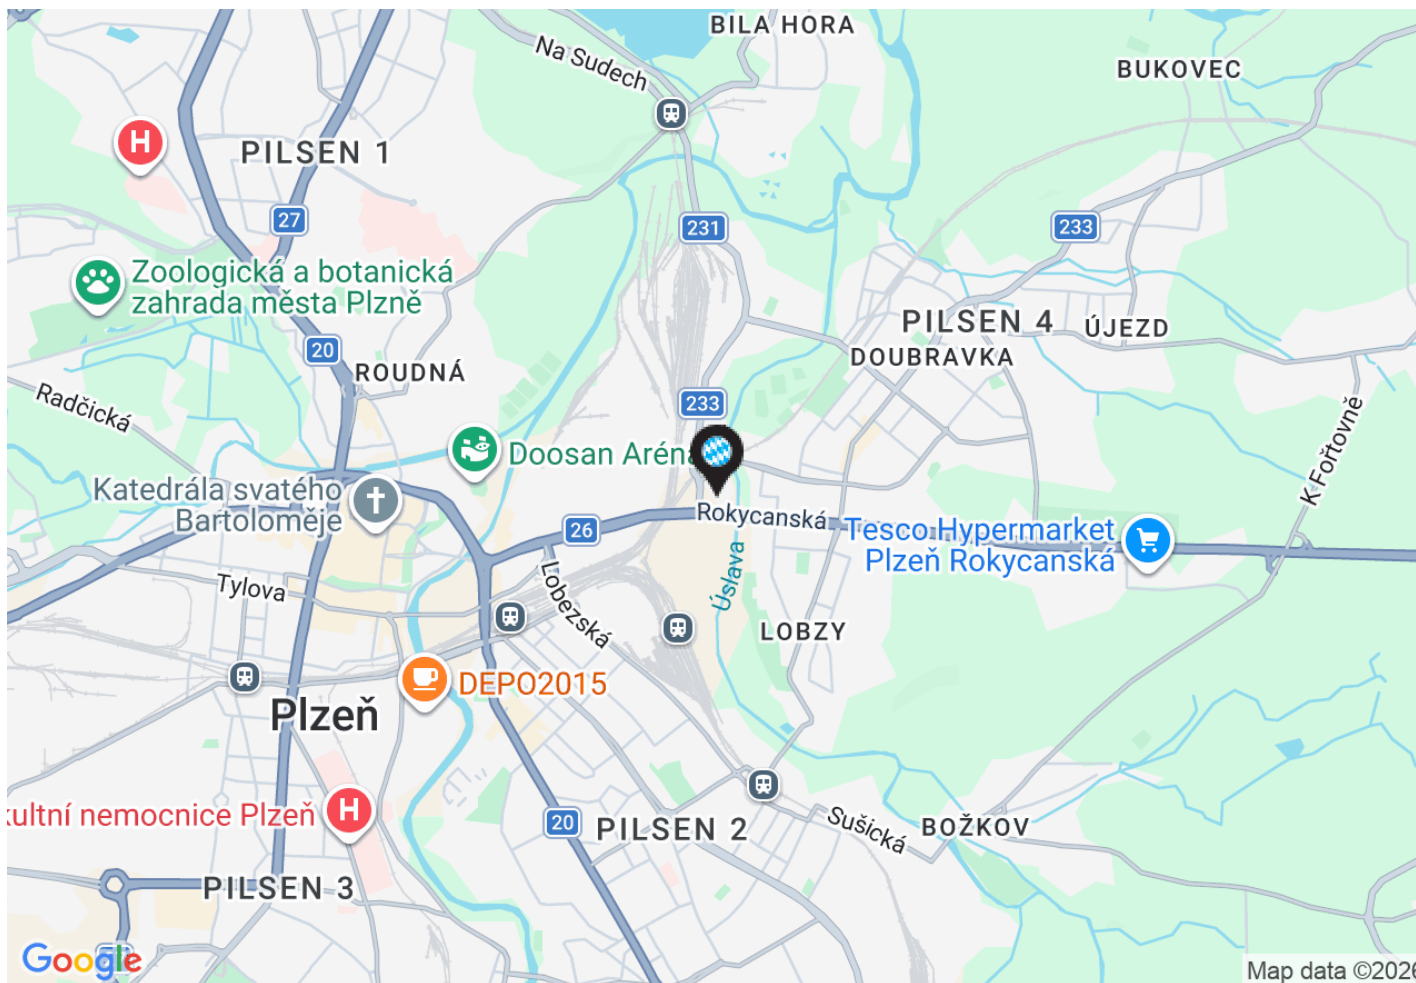 BILA HORA
Na Sudech
BUKOVEC
H
PILSEN 1
27
231
233
Zoologická a botanická
zahrada města Plzně
PILSEN 4
ÚJEZD
20
ROUDNÁ
DOUBRAVKA
Radčická
233
K Fořtovně
Doosan Aréna
Katedrála svatého
Bartoloměje
26
Rokycanská
Tesco Hypermarket
Plzeň Rokycanská
Tylova
Lobezská
Úslava
LOBZY
DEPO2015
Plzeň
kultní nemocnice Plzeň
H
20
PILSEN 2
Sušická
BOŽKOV
PILSEN 3
Google
Map data ©2026